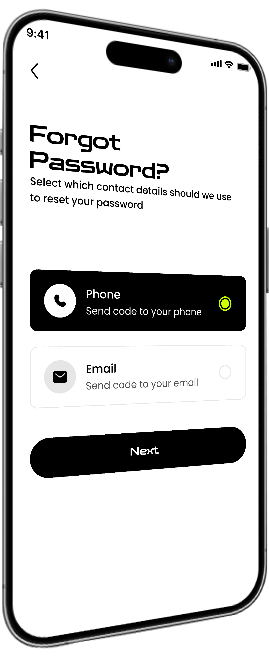 9:41
Forgot
Password?
Select which contact details should we use
to reset your password
Phone
Send code to your phone
Email
Send code to your email
Next